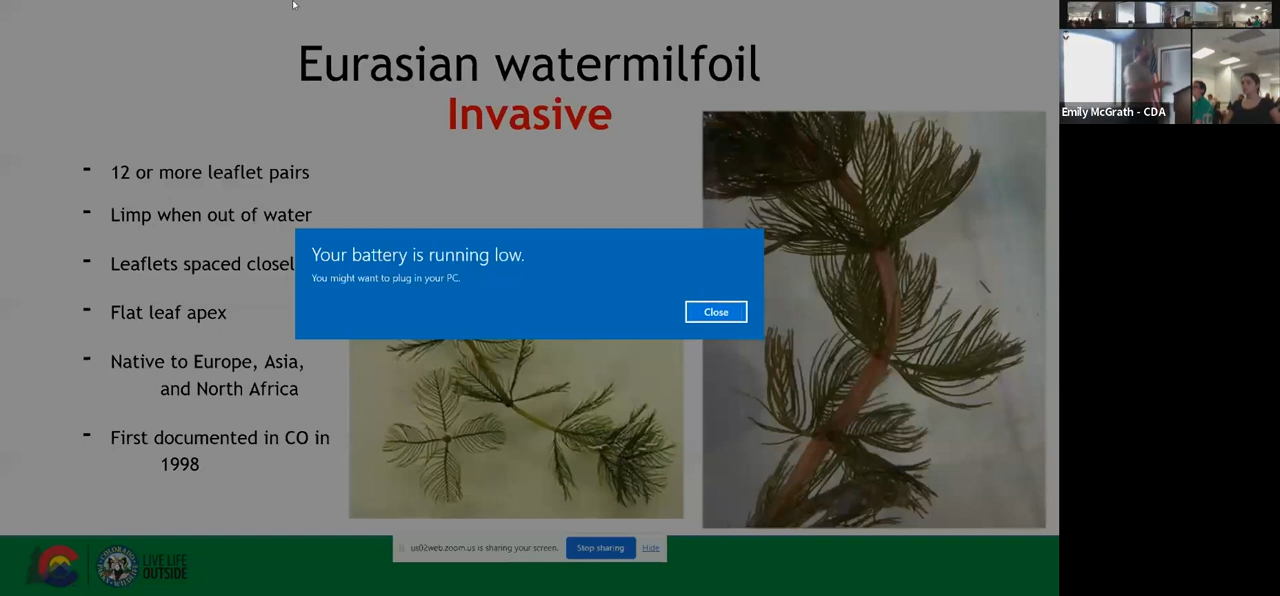 Eurasian watermilfoil
Invasive
- 12 or more leaflet pairs
- Limp when out of water
- Leaflets spaced closel
- Flat leaf apex
- Native to Europe, Asia,
and North Africa
- First documented in CO in
1998
Your battery is running low.
You might want to plug in your PC.
Close
us02web.zoom.us is sharing your screen.
Stop sharing
Hide
LIVE LIFE
OUTSIDE
Emily McGrath - CDA